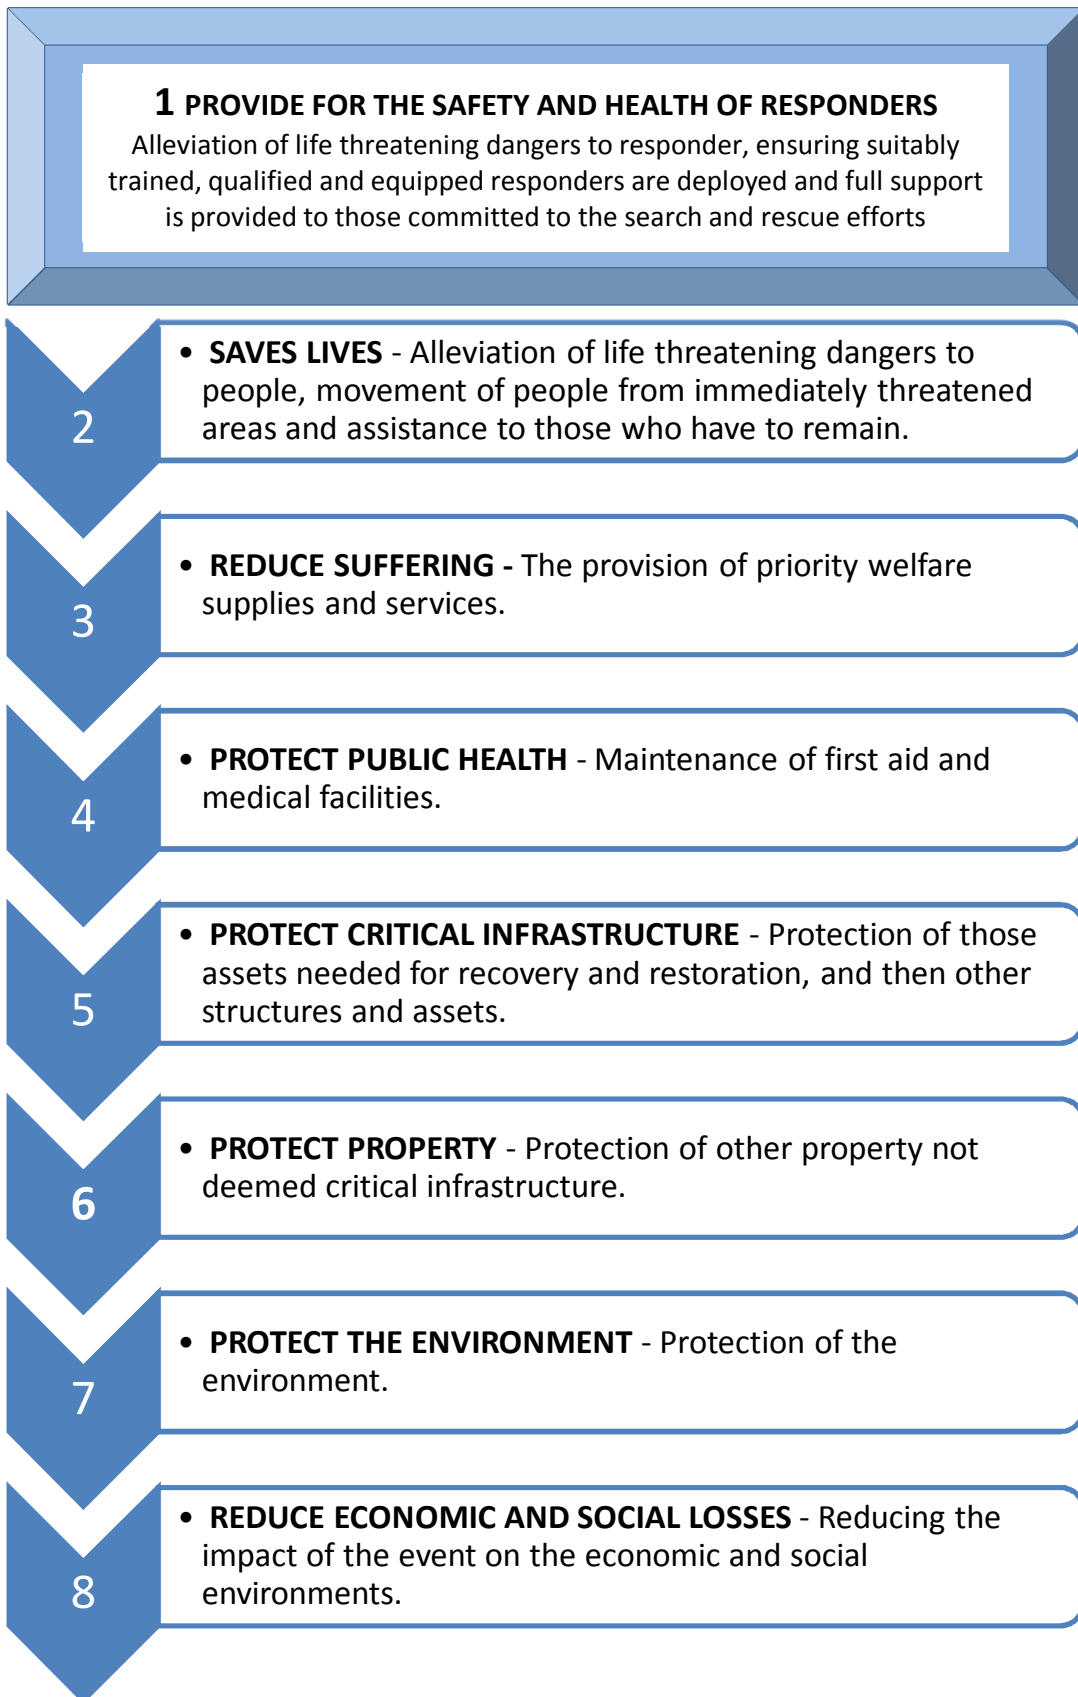 1 PROVIDE FOR THE SAFETY AND HEALTH OF RESPONDERS
Alleviation of life threatening dangers to responder, ensuring suitably
trained, qualified and equipped responders are deployed and full support
is provided to those committed to the search and rescue efforts
2
• SAVES LIVES - Alleviation of life threatening dangers to
people, movement of people from immediately threatened
areas and assistance to those who have to remain.
3
• REDUCE SUFFERING - The provision of priority welfare
supplies and services.
4
• PROTECT PUBLIC HEALTH - Maintenance of first aid and
medical facilities.
5
• PROTECT CRITICAL INFRASTRUCTURE - Protection of those
assets needed for recovery and restoration, and then other
structures and assets.
6
• PROTECT PROPERTY - Protection of other property not
deemed critical infrastructure.
7
• PROTECT THE ENVIRONMENT - Protection of the
environment.
8
• REDUCE ECONOMIC AND SOCIAL LOSSES - Reducing the
impact of the event on the economic and social
environments.